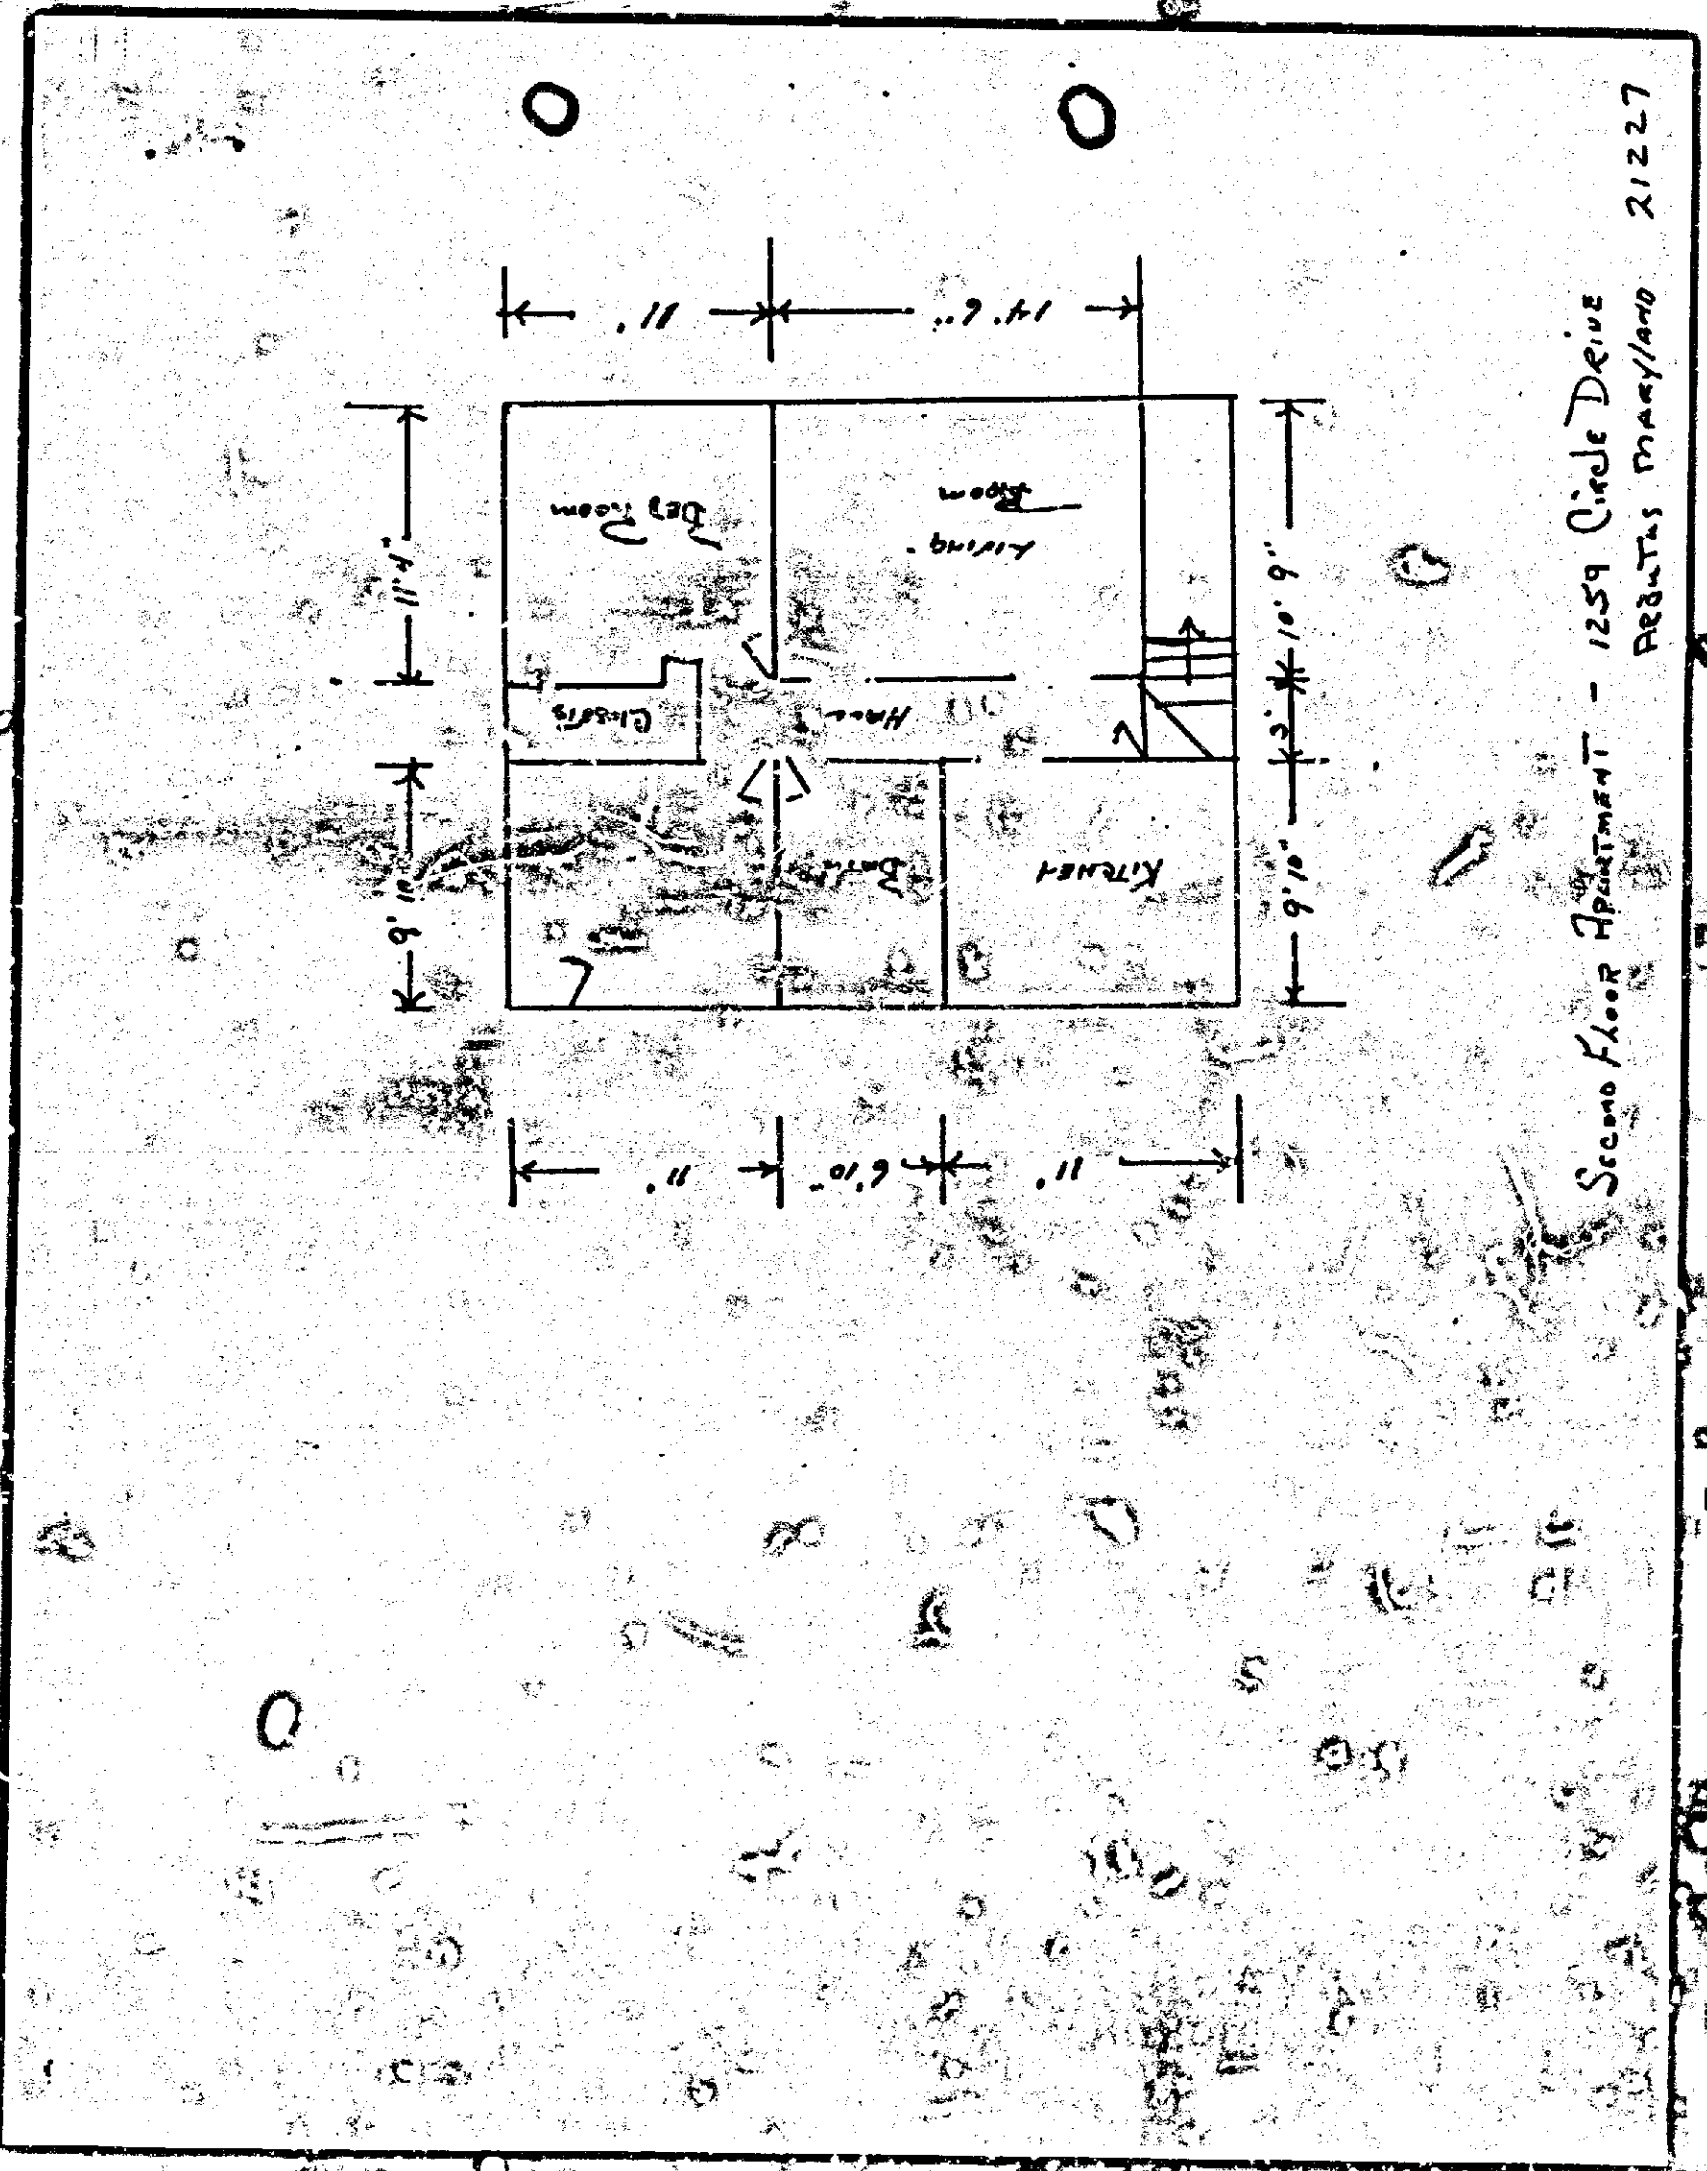 Second Floor Apartment - 1259 Circle Drive
Arbutus Maryland 21227
11'
14' 6"
11' 4"
Bed Room
Living
Room
10' 9"
Closets
Hall
3'
9' 10"
Bath
Kitchen
9' 10"
11'
6' 10"
11'